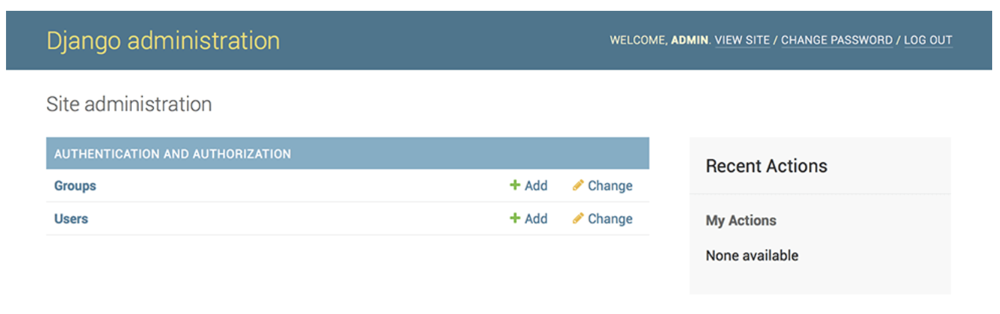 Django administration
WELCOME, ADMIN. VIEW SITE / CHANGE PASSWORD / LOG OUT
Site administration
AUTHENTICATION AND AUTHORIZATION
Groups
Add
Change
Users
Add
Change
Recent Actions
My Actions
None available